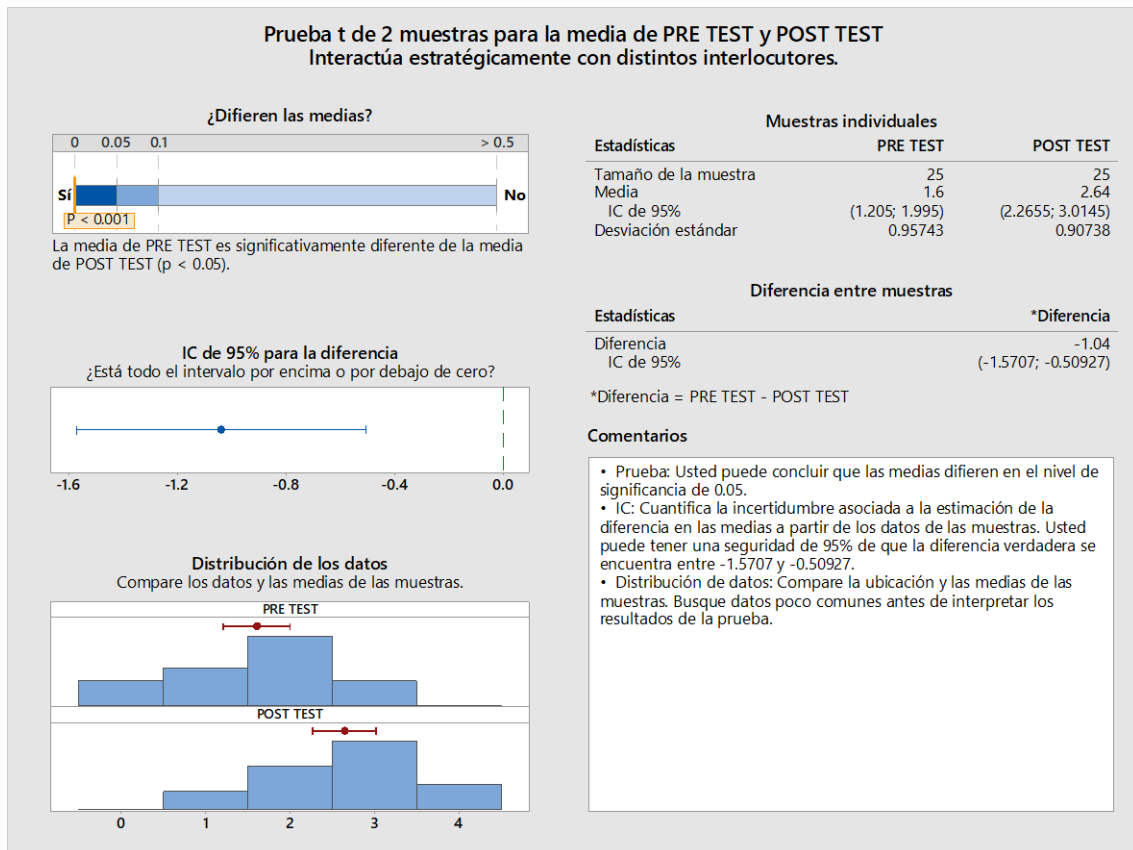 Prueba t de 2 muestras para la media de PRE TEST y POST TEST
Interactúa estratégicamente con distintos interlocutores.
¿Difieren las medias?
0 0.05 0.1 > 0.5
Sí No
P < 0.001
La media de PRE TEST es significativamente diferente de la media
de POST TEST (p < 0.05).
IC de 95% para la diferencia
¿Está todo el intervalo por encima o por debajo de cero?
-1.6 -1.2 -0.8 -0.4 0.0
Distribución de los datos
Compare los datos y las medias de las muestras.
PRE TEST
POST TEST
0 1 2 3 4
Muestras individuales
Estadísticas PRE TEST POST TEST
Tamaño de la muestra 25 25
Media 1.6 2.64
IC de 95% (1.205; 1.995) (2.2655; 3.0145)
Desviación estándar 0.95743 0.90738
Diferencia entre muestras
Estadísticas *Diferencia
Diferencia -1.04
IC de 95% (-1.5707; -0.50927)
*Diferencia = PRE TEST - POST TEST
Comentarios
• Prueba: Usted puede concluir que las medias difieren en el nivel de
significancia de 0.05.
• IC: Cuantifica la incertidumbre asociada a la estimación de la
diferencia en las medias a partir de los datos de las muestras. Usted
puede tener una seguridad de 95% de que la diferencia verdadera se
encuentra entre -1.5707 y -0.50927.
• Distribución de datos: Compare la ubicación y las medias de las
muestras. Busque datos poco comunes antes de interpretar los
resultados de la prueba.